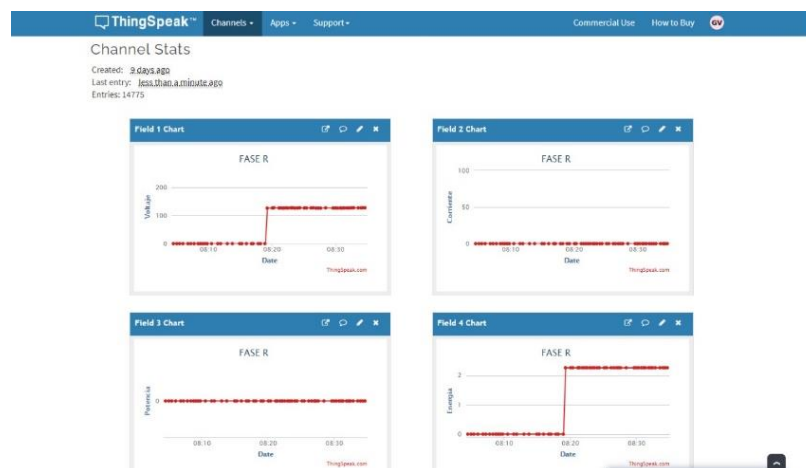 ThingSpeak™ Channels Apps Support Commercial Use How to Buy GV
Channel Stats
Created: 9 days ago
Last entry: less than a minute ago
Entries: 14775
Field 1 Chart
FASE R
Voltaje
200
100
0
08:10 08:20 08:30
Date
ThingSpeak.com
Field 2 Chart
FASE R
Corriente
100
50
0
08:10 08:20 08:30
Date
ThingSpeak.com
Field 3 Chart
FASE R
Potencia
0
08:10 08:20 08:30
Date
ThingSpeak.com
Field 4 Chart
FASE R
Energia
2
1
0
08:10 08:20 08:30
Date
ThingSpeak.com